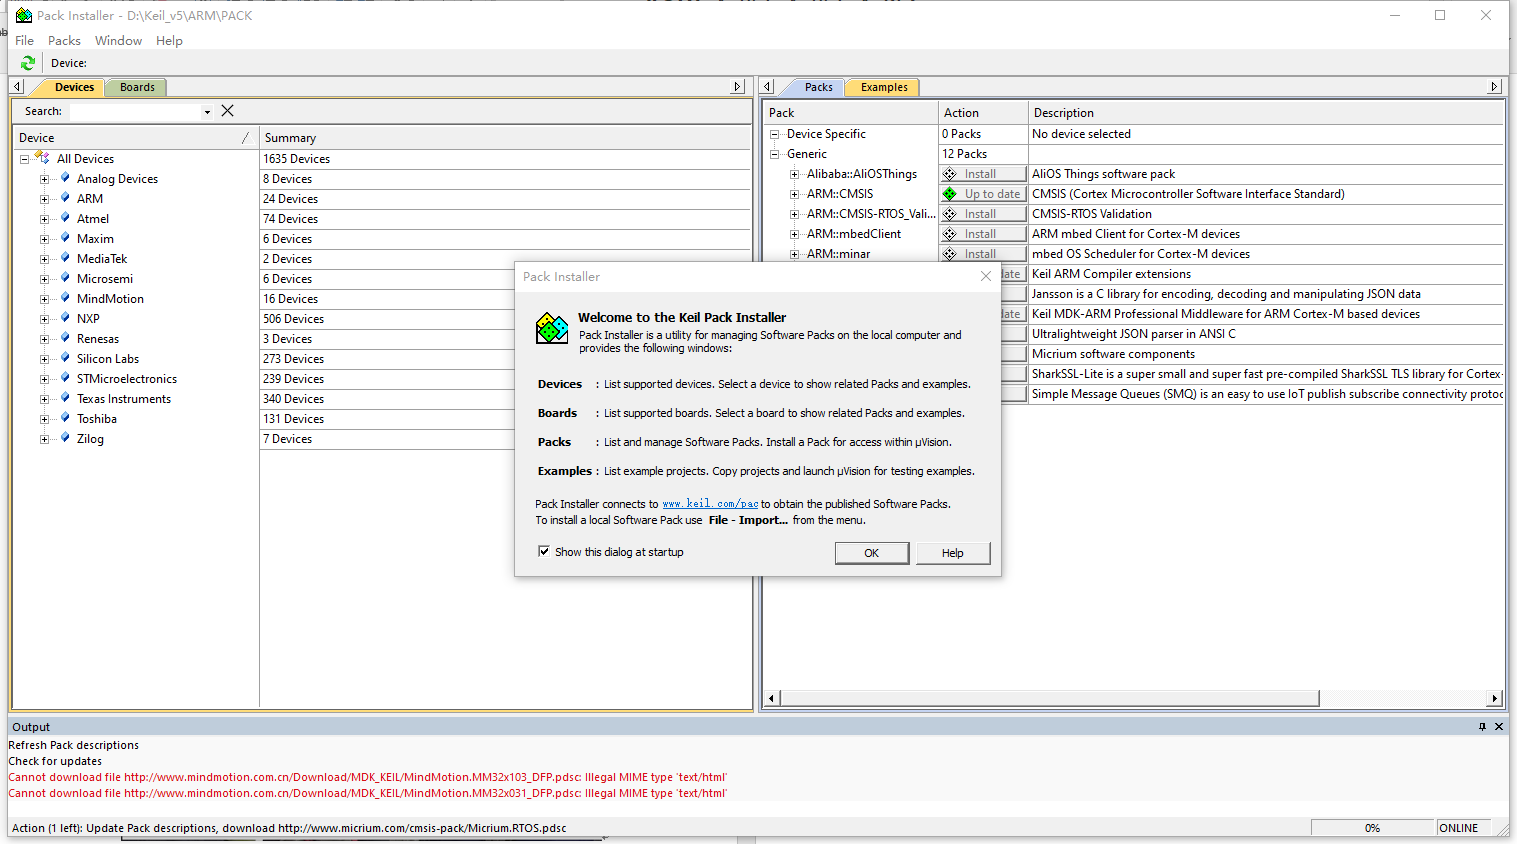 Pack Installer - D:\Keil_v5\ARM\PACK
File Packs Window Help
Device:
Devices Boards
Search:
Device Summary
All Devices 1635 Devices
Analog Devices 8 Devices
ARM 24 Devices
Atmel 74 Devices
Maxim 6 Devices
MediaTek 2 Devices
Microsemi 6 Devices
MindMotion 16 Devices
NXP 506 Devices
Renesas 3 Devices
Silicon Labs 273 Devices
STMicroelectronics 239 Devices
Texas Instruments 340 Devices
Toshiba 131 Devices
Zilog 7 Devices
Packs Examples
Pack Action Description
Device Specific 0 Packs No device selected
Generic 12 Packs
Alibaba::AliOSThings Install AliOS Things software pack
ARM::CMSIS Up to date CMSIS (Cortex Microcontroller Software Interface Standard)
ARM::CMSIS-RTOS_Vali... Install CMSIS-RTOS Validation
ARM::mbedClient Install ARM mbed Client for Cortex-M devices
ARM::minar Install mbed OS Scheduler for Cortex-M devices
date Keil ARM Compiler extensions
Jansson is a C library for encoding, decoding and manipulating JSON data
date Keil MDK-ARM Professional Middleware for ARM Cortex-M based devices
Ultralightweight JSON parser in ANSI C
Micrium software components
SharkSSL-Lite is a super small and super fast pre-compiled SharkSSL TLS library for Cortex-
Simple Message Queues (SMQ) is an easy to use IoT publish subscribe connectivity protoc
Pack Installer
Welcome to the Keil Pack Installer
Pack Installer is a utility for managing Software Packs on the local computer and
provides the following windows:
Devices : List supported devices. Select a device to show related Packs and examples.
Boards : List supported boards. Select a board to show related Packs and examples.
Packs : List and manage Software Packs. Install a Pack for access within µVision.
Examples : List example projects. Copy projects and launch µVision for testing examples.
Pack Installer connects to www.keil.com/pac to obtain the published Software Packs.
To install a local Software Pack use File - Import... from the menu.
Show this dialog at startup
OK Help
Output
Refresh Pack descriptions
Check for updates
Cannot download file http://www.mindmotion.com.cn/Download/MDK_KEIL/MindMotion.MM32x103_DFP.pdsc: Illegal MIME type 'text/html'
Cannot download file http://www.mindmotion.com.cn/Download/MDK_KEIL/MindMotion.MM32x031_DFP.pdsc: Illegal MIME type 'text/html'
Action (1 left): Update Pack descriptions, download http://www.micrium.com/cmsis-pack/Micrium.RTOS.pdsc 0% ONLINE